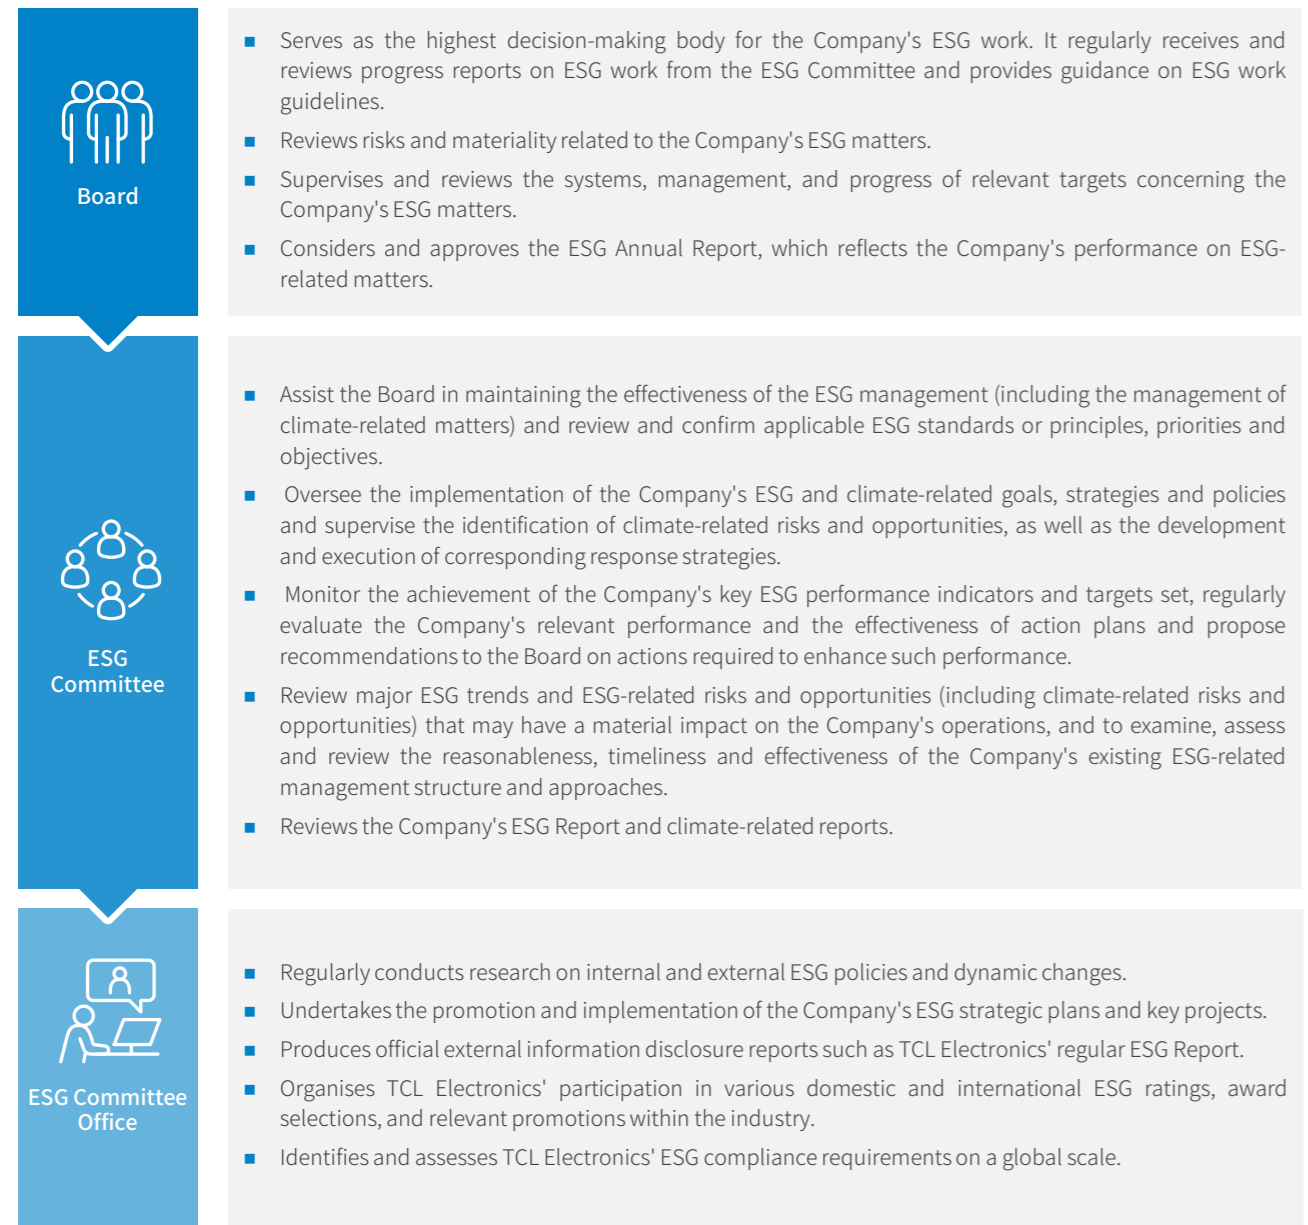 Board
■ Serves as the highest decision-making body for the Company's ESG work. It regularly receives and
reviews progress reports on ESG work from the ESG Committee and provides guidance on ESG work
guidelines.
■ Reviews risks and materiality related to the Company's ESG matters.
■ Supervises and reviews the systems, management, and progress of relevant targets concerning the
Company's ESG matters.
■ Considers and approves the ESG Annual Report, which reflects the Company's performance on ESG-
related matters.
ESG
Committee
■ Assist the Board in maintaining the effectiveness of the ESG management (including the management of
climate-related matters) and review and confirm applicable ESG standards or principles, priorities and
objectives.
■ Oversee the implementation of the Company's ESG and climate-related goals, strategies and policies
and supervise the identification of climate-related risks and opportunities, as well as the development
and execution of corresponding response strategies.
■ Monitor the achievement of the Company's key ESG performance indicators and targets set, regularly
evaluate the Company's relevant performance and the effectiveness of action plans and propose
recommendations to the Board on actions required to enhance such performance.
■ Review major ESG trends and ESG-related risks and opportunities (including climate-related risks and
opportunities) that may have a material impact on the Company's operations, and to examine, assess
and review the reasonableness, timeliness and effectiveness of the Company's existing ESG-related
management structure and approaches.
■ Reviews the Company's ESG Report and climate-related reports.
ESG Committee
Office
■ Regularly conducts research on internal and external ESG policies and dynamic changes.
■ Undertakes the promotion and implementation of the Company's ESG strategic plans and key projects.
■ Produces official external information disclosure reports such as TCL Electronics' regular ESG Report.
■ Organises TCL Electronics' participation in various domestic and international ESG ratings, award
selections, and relevant promotions within the industry.
■ Identifies and assesses TCL Electronics' ESG compliance requirements on a global scale.